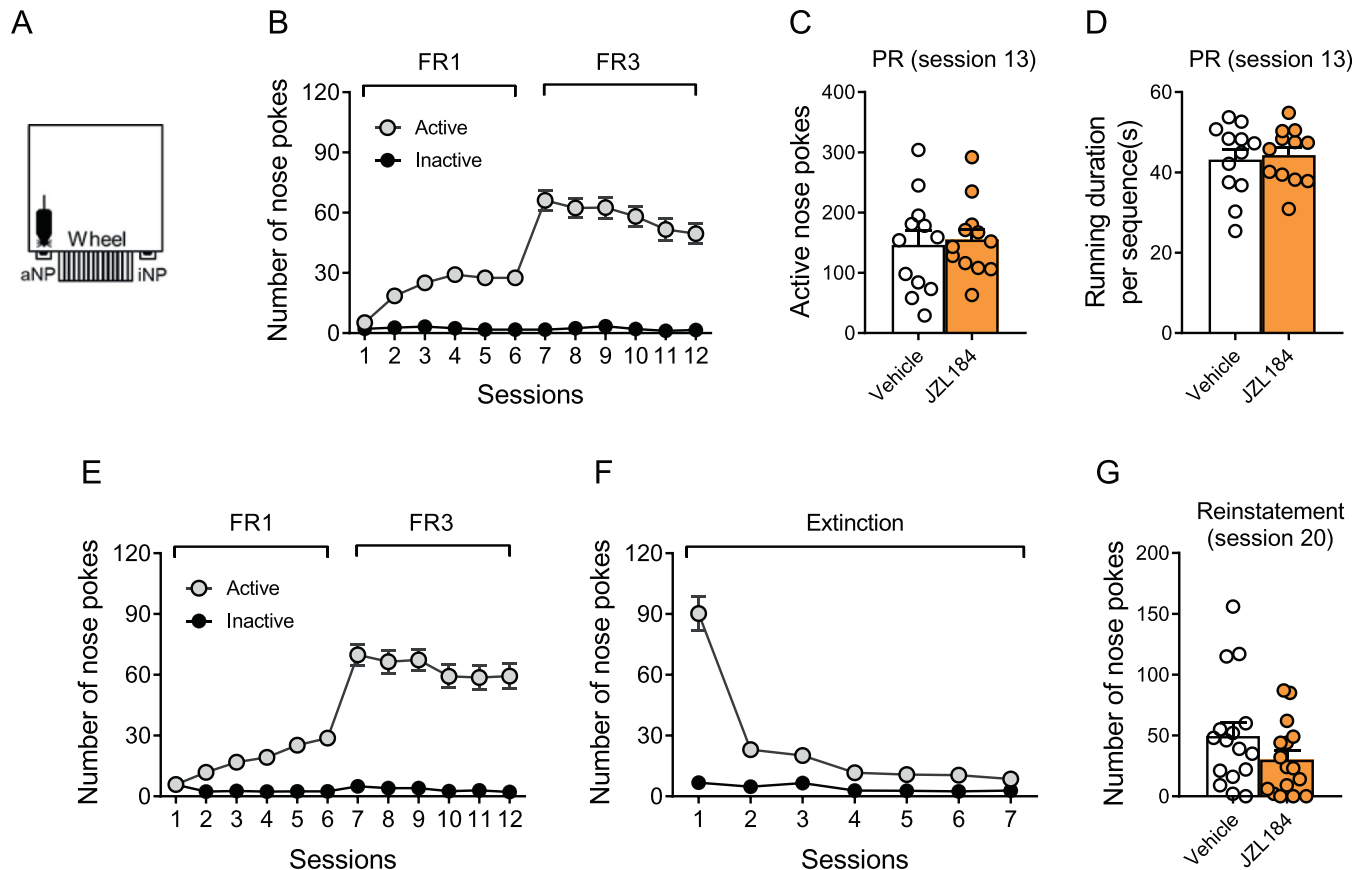 A
Wheel
aNP
iNP
B
FR1
FR3
Number of nose pokes
120
90
60
30
0
Active
Inactive
1 2 3 4 5 6 7 8 9 10 11 12
Sessions
C
PR (session 13)
Active nose pokes
400
300
200
100
0
Vehicle
JZL184
D
PR (session 13)
Running duration
per sequence(s)
60
40
20
0
Vehicle
JZL184
E
FR1
FR3
Number of nose pokes
120
90
60
30
0
Active
Inactive
1 2 3 4 5 6 7 8 9 10 11 12
Sessions
F
Extinction
Number of nose pokes
120
90
60
30
0
1 2 3 4 5 6 7
Sessions
G
Reinstatement
(session 20)
Number of nose pokes
200
150
100
50
0
Vehicle
JZL184